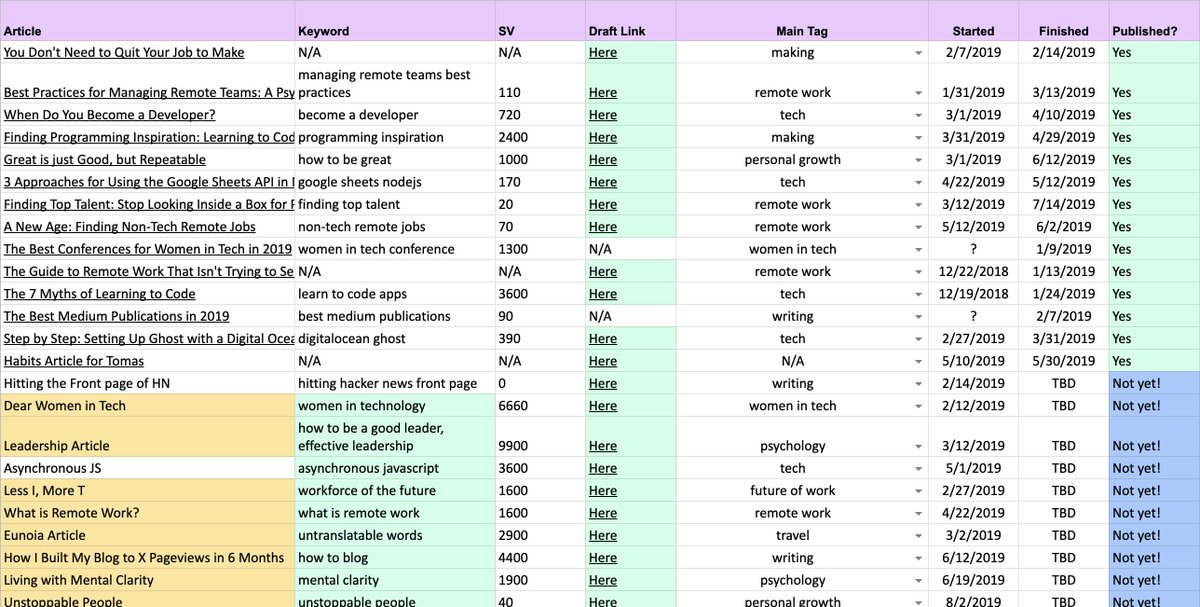 Article Keyword SV Draft Link Main Tag Started Finished Published?
You Don't Need to Quit Your Job to Make N/A N/A Here making 2/7/2019 2/14/2019 Yes
managing remote teams best
Best Practices for Managing Remote Teams: A Psy practices 110 Here remote work 1/31/2019 3/13/2019 Yes
When Do You Become a Developer? become a developer 720 Here tech 3/1/2019 4/10/2019 Yes
Finding Programming Inspiration: Learning to Cod programming inspiration 2400 Here making 3/31/2019 4/29/2019 Yes
Great is just Good, but Repeatable how to be great 1000 Here personal growth 3/1/2019 6/12/2019 Yes
3 Approaches for Using the Google Sheets API in google sheets nodejs 170 Here tech 4/22/2019 5/12/2019 Yes
Finding Top Talent: Stop Looking Inside a Box for finding top talent 20 Here remote work 3/12/2019 7/14/2019 Yes
A New Age: Finding Non-Tech Remote Jobs non-tech remote jobs 70 Here remote work 5/12/2019 6/2/2019 Yes
The Best Conferences for Women in Tech in 2019 women in tech conference 1300 N/A women in tech ? 1/9/2019 Yes
The Guide to Remote Work That Isn't Trying to Se N/A N/A Here remote work 12/22/2018 1/13/2019 Yes
The 7 Myths of Learning to Code learn to code apps 3600 Here tech 12/19/2018 1/24/2019 Yes
The Best Medium Publications in 2019 best medium publications 90 N/A writing ? 2/7/2019 Yes
Step by Step: Setting Up Ghost with a Digital Ocea digitalocean ghost 390 Here tech 2/27/2019 3/31/2019 Yes
Habits Article for Tomas N/A N/A Here N/A 5/10/2019 5/30/2019 Yes
Hitting the Front page of HN hitting hacker news front page 0 Here writing 2/14/2019 TBD Not yet!
Dear Women in Tech women in technology 6660 Here women in tech 2/12/2019 TBD Not yet!
how to be a good leader,
Leadership Article effective leadership 9900 Here psychology 3/12/2019 TBD Not yet!
Asynchronous JS asynchronous javascript 3600 Here tech 5/1/2019 TBD Not yet!
Less I, More T workforce of the future 1600 Here future of work 2/27/2019 TBD Not yet!
What is Remote Work? what is remote work 1600 Here remote work 4/22/2019 TBD Not yet!
Eunoia Article untranslatable words 2900 Here travel 3/2/2019 TBD Not yet!
How I Built My Blog to X Pageviews in 6 Months how to blog 4400 Here writing 6/12/2019 TBD Not yet!
Living with Mental Clarity mental clarity 1900 Here psychology 6/19/2019 TBD Not yet!
Unstoppable People unstoppable people 40 Here personal growth 8/2/2019 TBD Not yet!